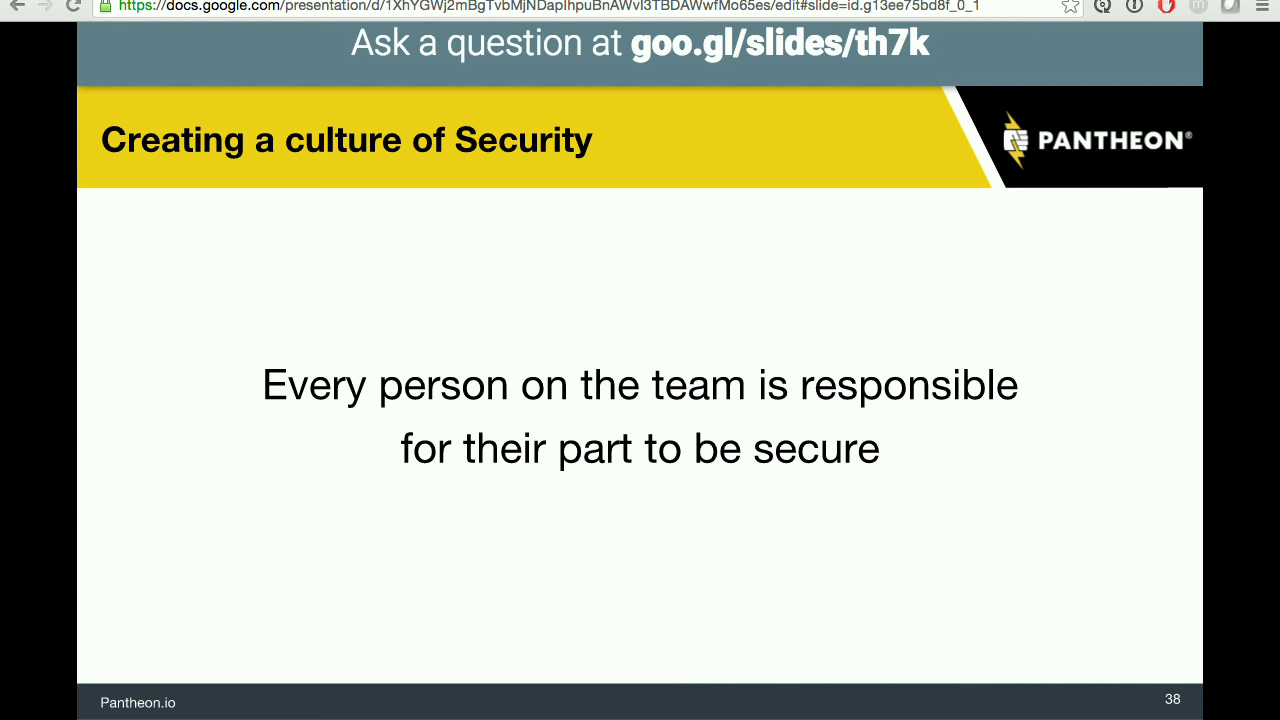 https://docs.google.com/presentation/d/1XhYGWj2mBgTvbMjNDapIhpuBnAWvl3TBDAWwfMo65es/edit#slide=id.g13ee75bd8f_0_1
Ask a question at goo.gl/slides/th7k
Creating a culture of Security
PANTHEON®
Every person on the team is responsible
for their part to be secure
Pantheon.io
38